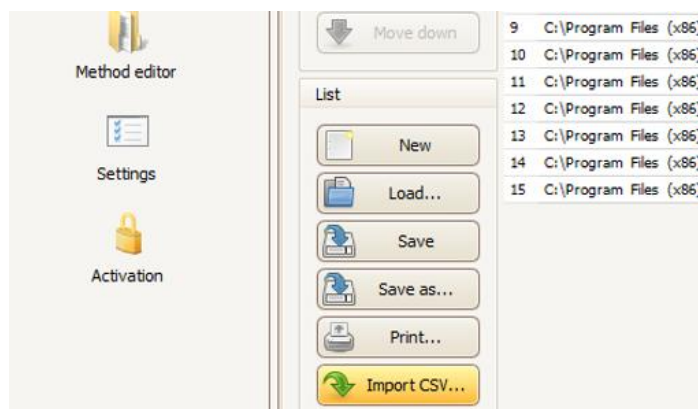 Method editor
Settings
Activation
Move down
List
New
Load...
Save
Save as...
Print...
Import CSV...
9 C:\Program Files (x86)
10 C:\Program Files (x86)
11 C:\Program Files (x86)
12 C:\Program Files (x86)
13 C:\Program Files (x86)
14 C:\Program Files (x86)
15 C:\Program Files (x86)